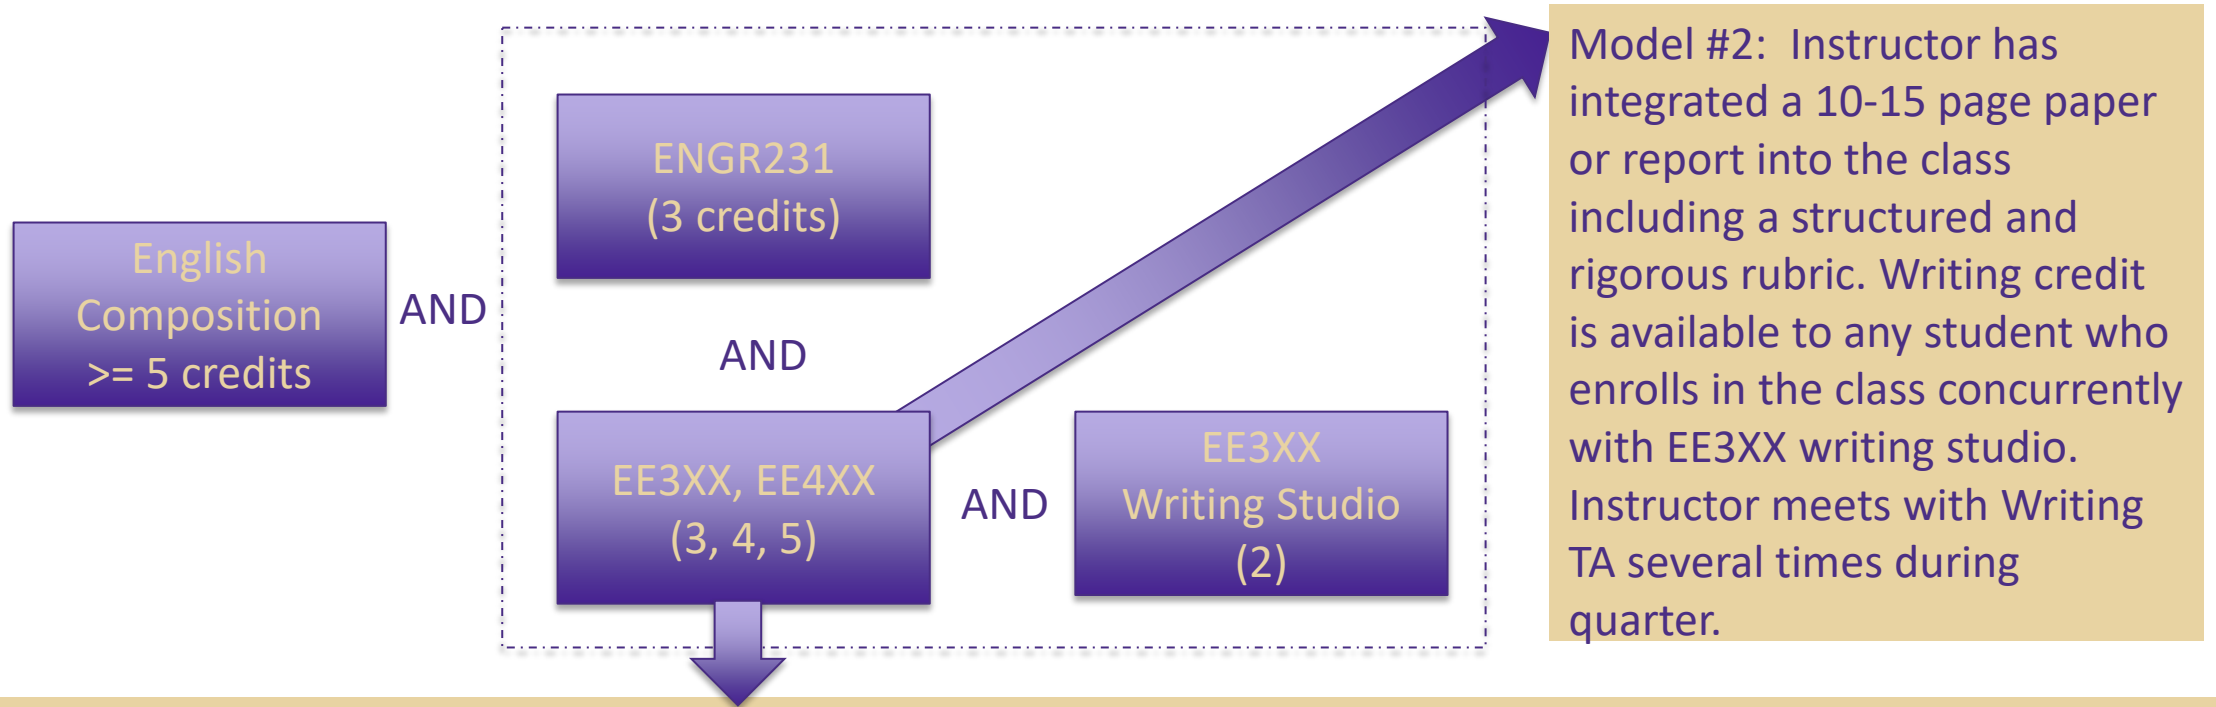 English
Composition
>= 5 credits
AND
ENGR231
(3 credits)
AND
EE3XX, EE4XX
(3, 4, 5)
AND
EE3XX
Writing Studio
(2)
Model #2:  Instructor has
integrated a 10-15 page paper
or report into the class
including a structured and
rigorous rubric. Writing credit
is available to any student who
enrolls in the class concurrently
with EE3XX writing studio.
Instructor meets with Writing
TA several times during
quarter.